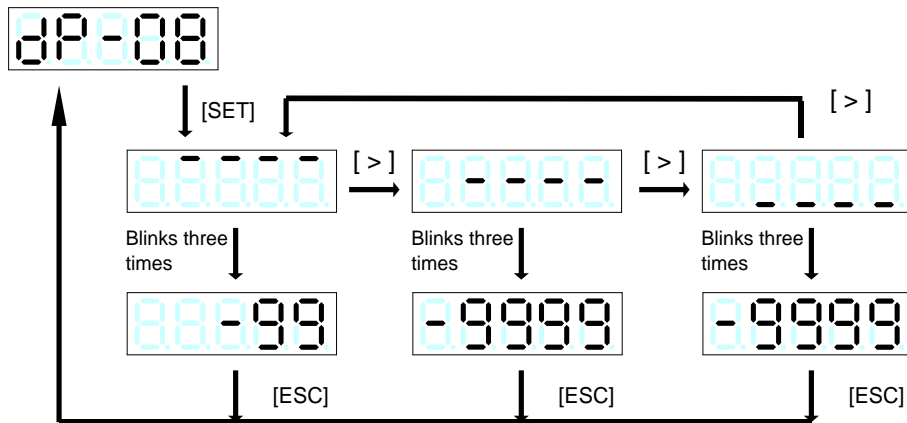 dP-08
[SET]
[ > ]
[ > ]
[ > ]
- - - -
- - - -
- - - -
Blinks three
times
Blinks three
times
Blinks three
times
-99
-9999
-9999
[ESC]
[ESC]
[ESC]